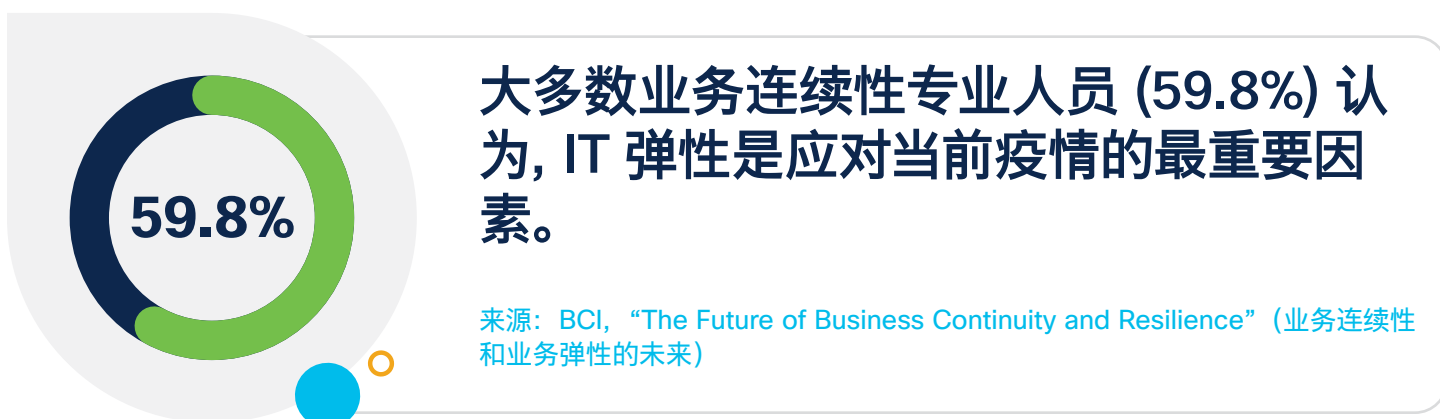 59.8%
大多数业务连续性专业人员 (59.8%) 认
为, IT 弹性是应对当前疫情的最重要因
素。
来源：BCI，“The Future of Business Continuity and Resilience”（业务连续性
和业务弹性的未来）